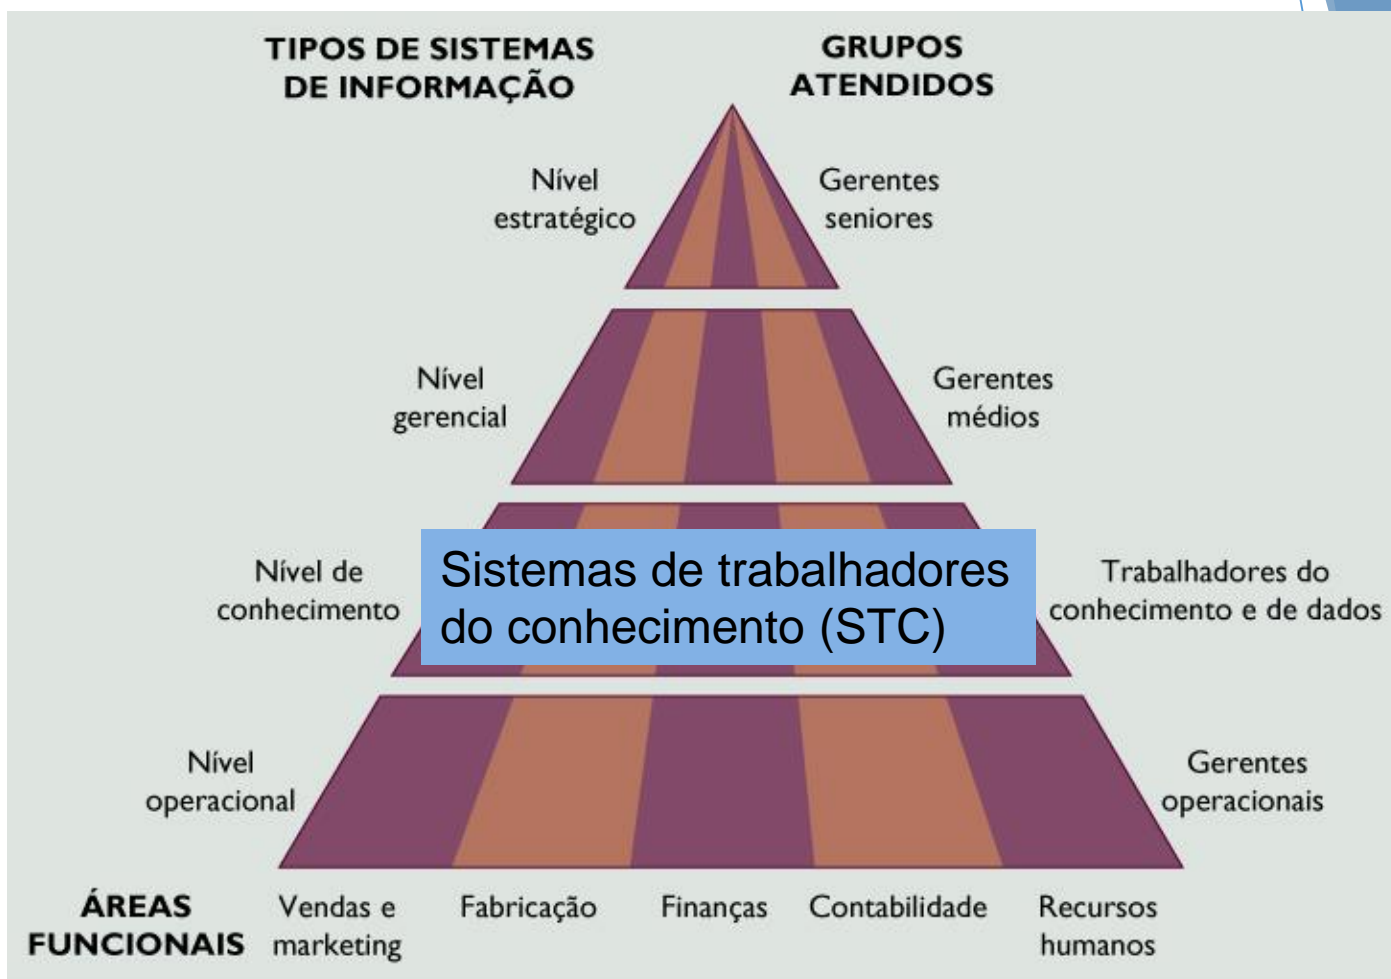 TIPOS DE SISTEMAS
DE INFORMAÇÃO
GRUPOS
ATENDIDOS
Nível
estratégico
Gerentes
seniores
Nível
gerencial
Gerentes
médios
Nível de
conhecimento
Sistemas de trabalhadores
do conhecimento (STC)
Trabalhadores do
conhecimento e de dados
Nível
operacional
Gerentes
operacionais
ÁREAS
FUNCIONAIS
Vendas e
marketing
Fabricação
Finanças
Contabilidade
Recursos
humanos